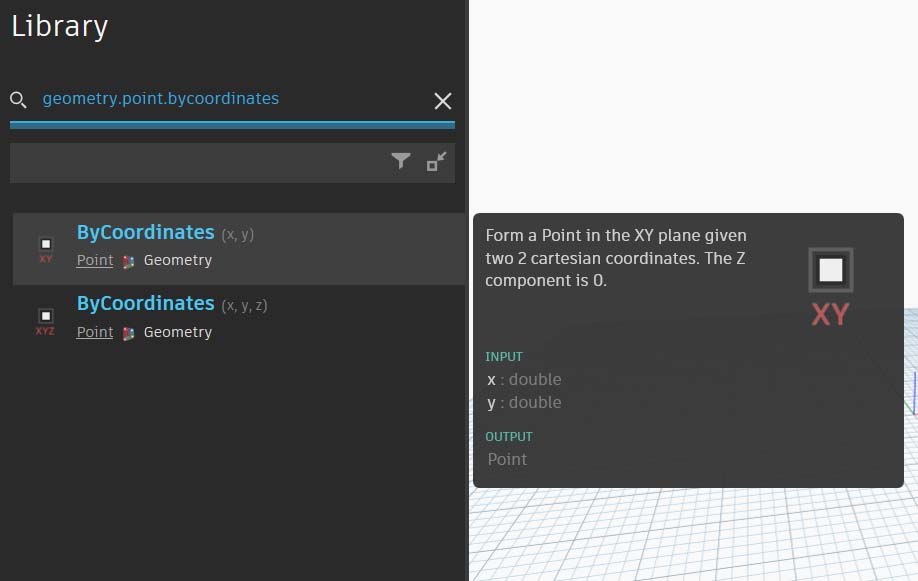 Library
geometry.point.bycoordinates
ByCoordinates (x, y)
XY
Point Geometry
ByCoordinates (x, y, z)
XYZ
Point Geometry
Form a Point in the XY plane given
two 2 cartesian coordinates. The Z
component is 0.
XY
INPUT
x : double
y : double
OUTPUT
Point